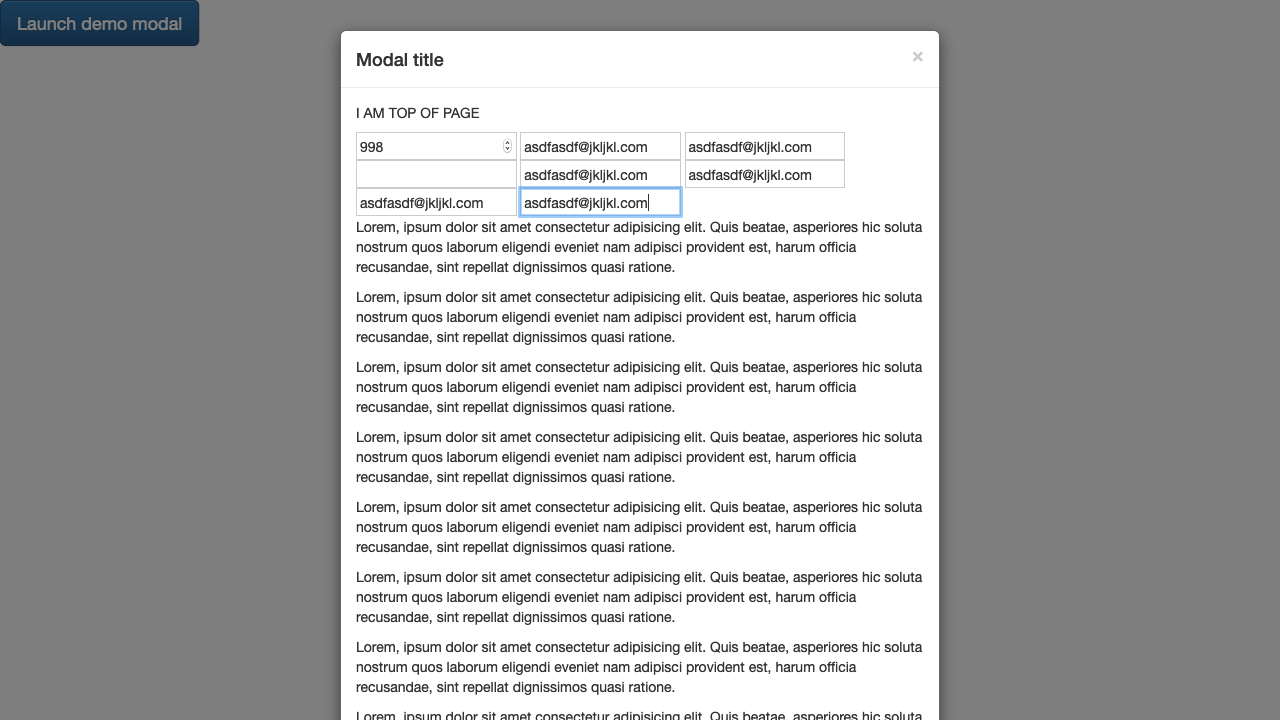 Launch demo modal
Modal title ×
I AM TOP OF PAGE
998 asdfasdf@jkljkl.com asdfasdf@jkljkl.com
asdfasdf@jkljkl.com asdfasdf@jkljkl.com
asdfasdf@jkljkl.com asdfasdf@jkljkl.com
Lorem, ipsum dolor sit amet consectetur adipisicing elit. Quis beatae, asperiores hic soluta
nostrum quos laborum eligendi eveniet nam adipisci provident est, harum officia
recusandae, sint repellat dignissimos quasi ratione.
Lorem, ipsum dolor sit amet consectetur adipisicing elit. Quis beatae, asperiores hic soluta
nostrum quos laborum eligendi eveniet nam adipisci provident est, harum officia
recusandae, sint repellat dignissimos quasi ratione.
Lorem, ipsum dolor sit amet consectetur adipisicing elit. Quis beatae, asperiores hic soluta
nostrum quos laborum eligendi eveniet nam adipisci provident est, harum officia
recusandae, sint repellat dignissimos quasi ratione.
Lorem, ipsum dolor sit amet consectetur adipisicing elit. Quis beatae, asperiores hic soluta
nostrum quos laborum eligendi eveniet nam adipisci provident est, harum officia
recusandae, sint repellat dignissimos quasi ratione.
Lorem, ipsum dolor sit amet consectetur adipisicing elit. Quis beatae, asperiores hic soluta
nostrum quos laborum eligendi eveniet nam adipisci provident est, harum officia
recusandae, sint repellat dignissimos quasi ratione.
Lorem, ipsum dolor sit amet consectetur adipisicing elit. Quis beatae, asperiores hic soluta
nostrum quos laborum eligendi eveniet nam adipisci provident est, harum officia
recusandae, sint repellat dignissimos quasi ratione.
Lorem, ipsum dolor sit amet consectetur adipisicing elit. Quis beatae, asperiores hic soluta
nostrum quos laborum eligendi eveniet nam adipisci provident est, harum officia
recusandae, sint repellat dignissimos quasi ratione.
Lorem, ipsum dolor sit amet consectetur adipisicing elit. Quis beatae, asperiores hic soluta